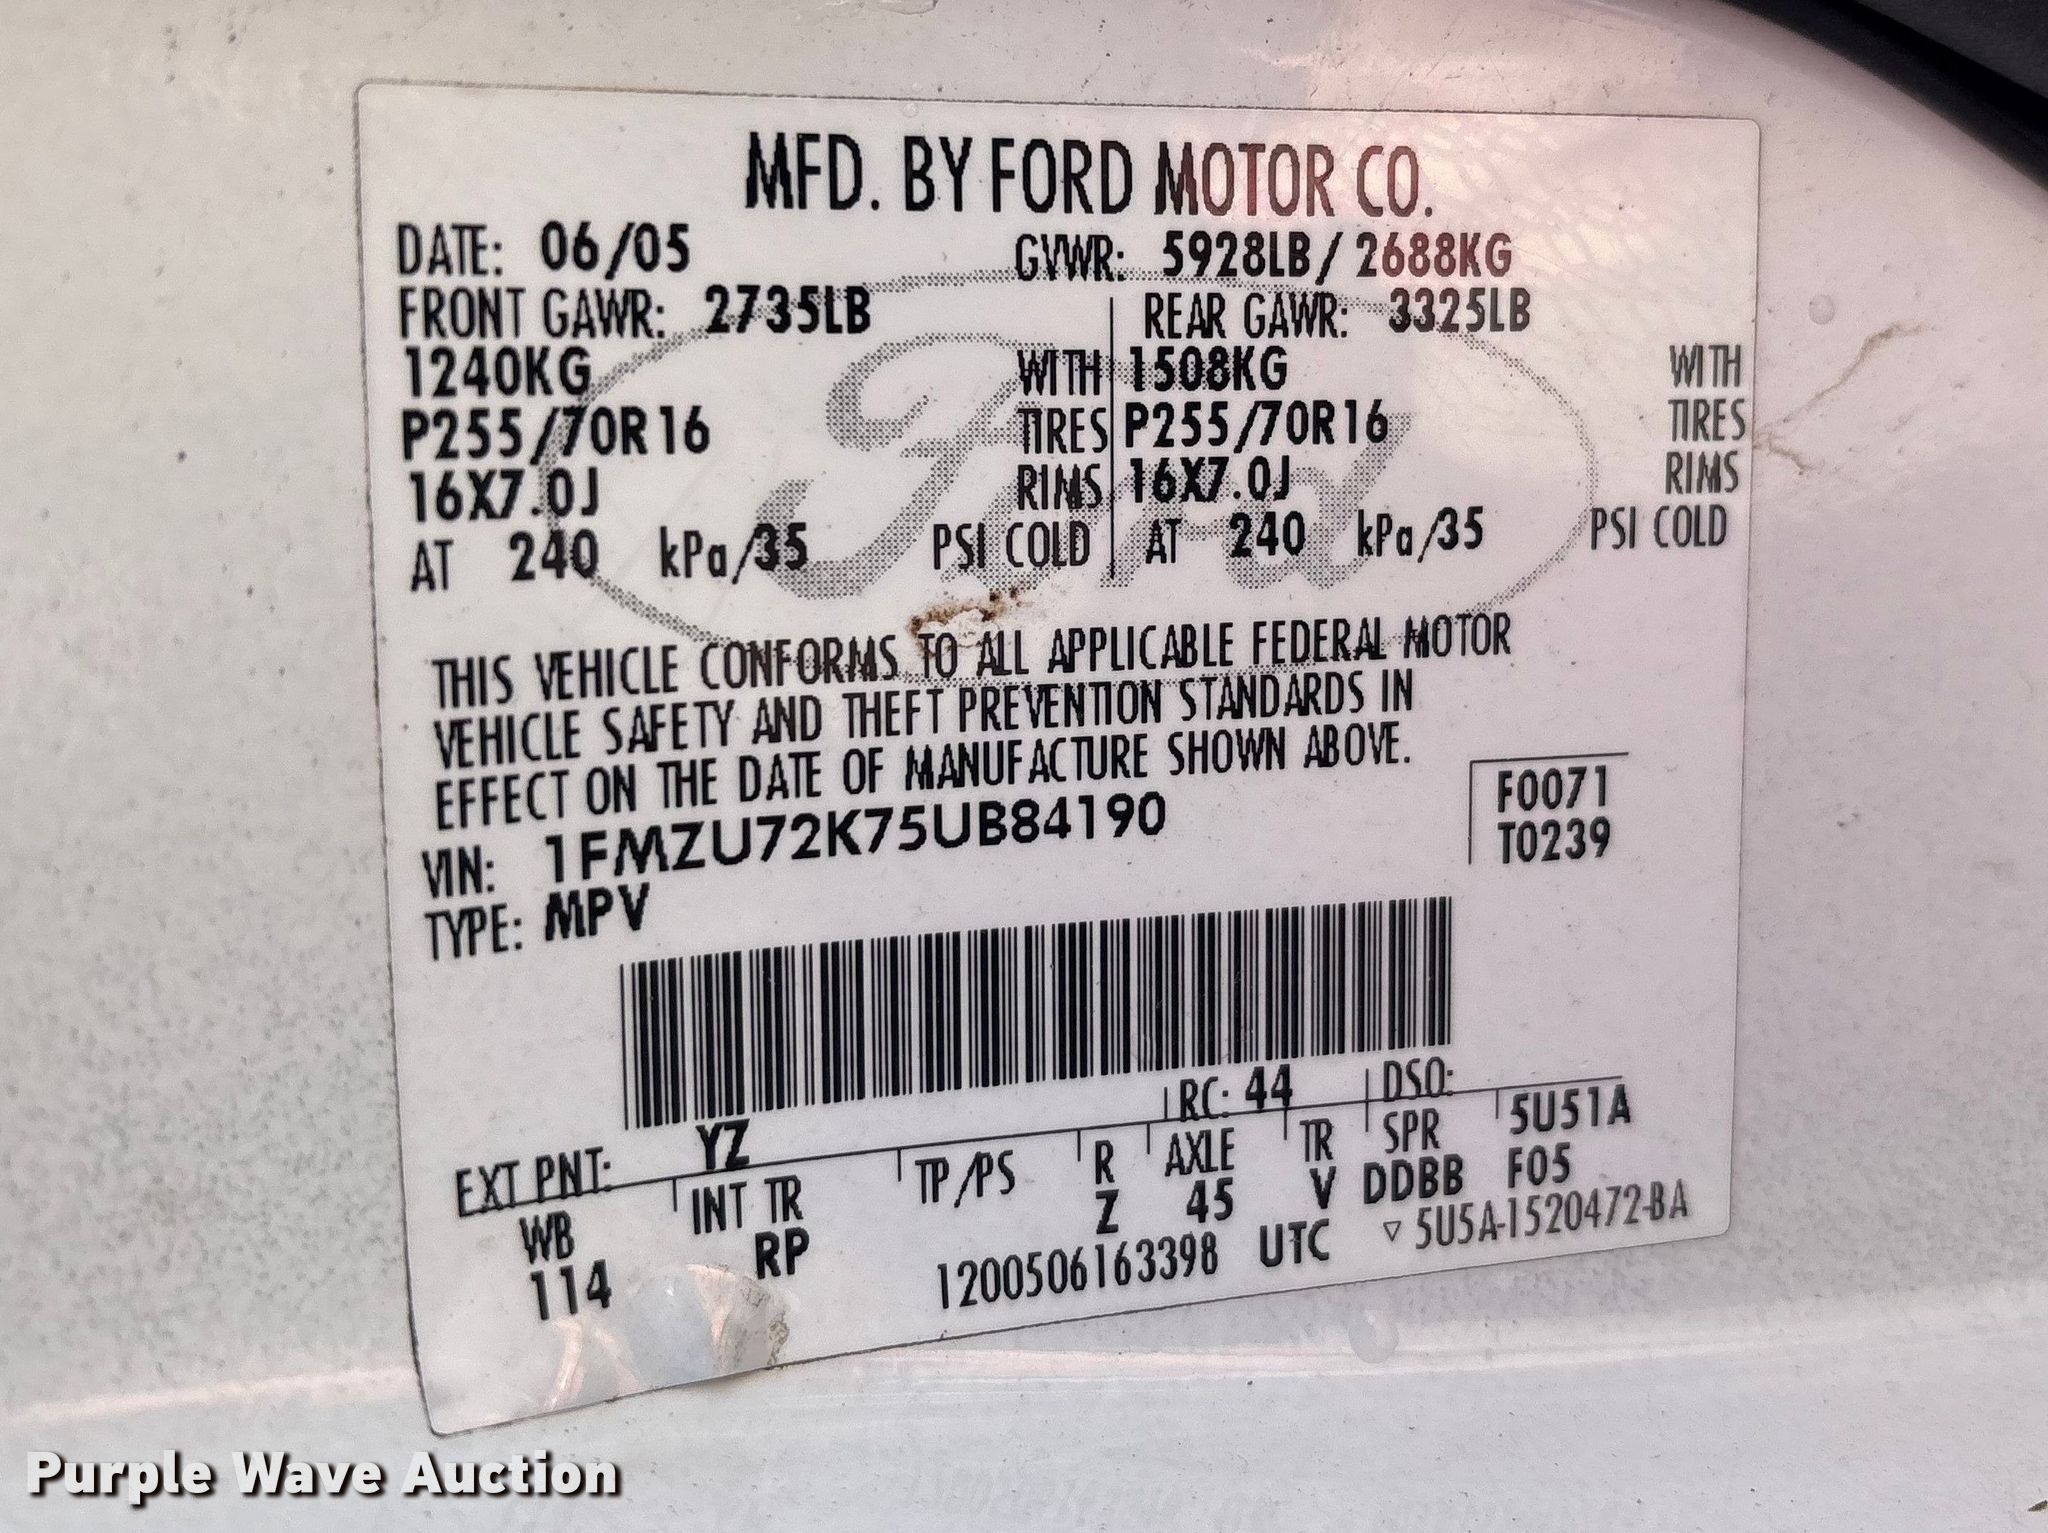 MFD. BY FORD MOTOR CO.
DATE: 06/05 GVWR: 5928LB/2688KG
FRONT GAWR: 2735LB REAR GAWR: 3325LB
1240KG WITH 1508KG WITH
P255/70R16 TIRES P255/70R16 TIRES
16X7.0J RIMS 16X7.0J RIMS
AT 240 kPa/35 PSI COLD AT 240 kPa/35 PSI COLD
Ford
THIS VEHICLE CONFORMS TO ALL APPLICABLE FEDERAL MOTOR
VEHICLE SAFETY AND THEFT PREVENTION STANDARDS IN
EFFECT ON THE DATE OF MANUFACTURE SHOWN ABOVE.
VIN: 1FMZU72K75UB84190 F0071
TYPE: MPV T0239
EXT PNT: YZ RC: 44 DSO:
WB INT TR TP/PS R AXLE TR SPR 5U51A
114 RP Z 45 V DDBB F05
1200506163398 UTC ▽ 5U5A-1520472-BA
Purple Wave Auction